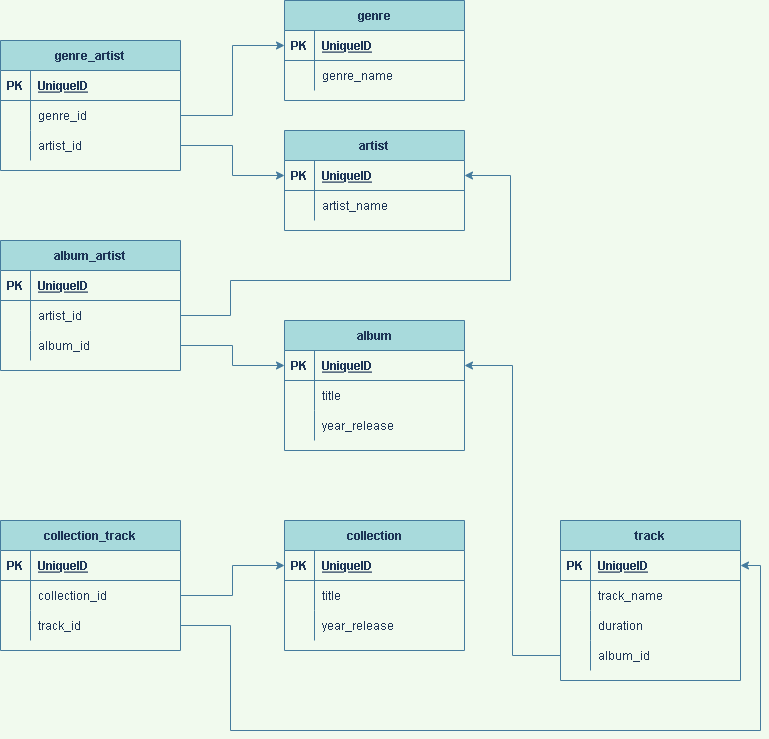 genre
PK UniqueID
genre_name
genre_artist
PK UniqueID
genre_id
artist_id
artist
PK UniqueID
artist_name
album_artist
PK UniqueID
artist_id
album_id
album
PK UniqueID
title
year_release
collection_track
PK UniqueID
collection_id
track_id
collection
PK UniqueID
title
year_release
track
PK UniqueID
track_name
duration
album_id